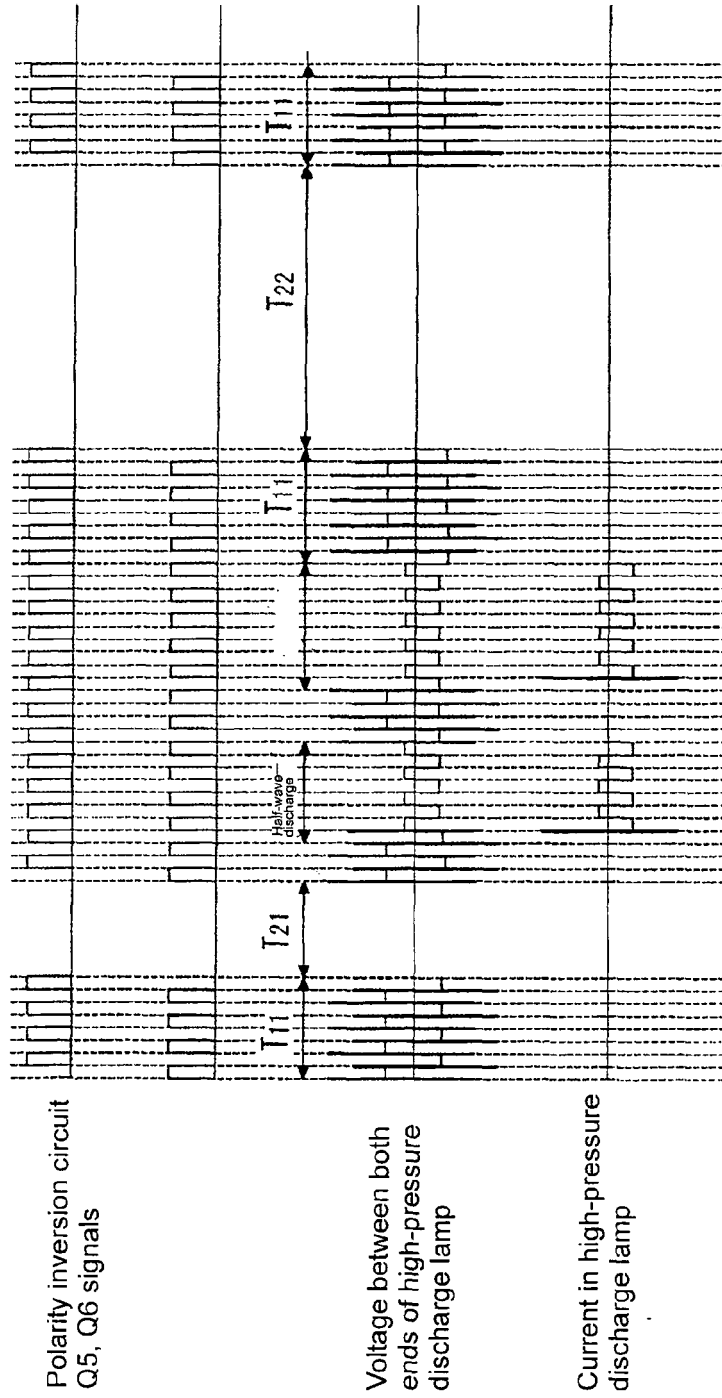 Polarity inversion circuit
Q5, Q6 signals
T11
T21
Half-wave
discharge
T11
T22
T11
Voltage between both
ends of high-pressure
discharge lamp
Current in high-pressure
discharge lamp